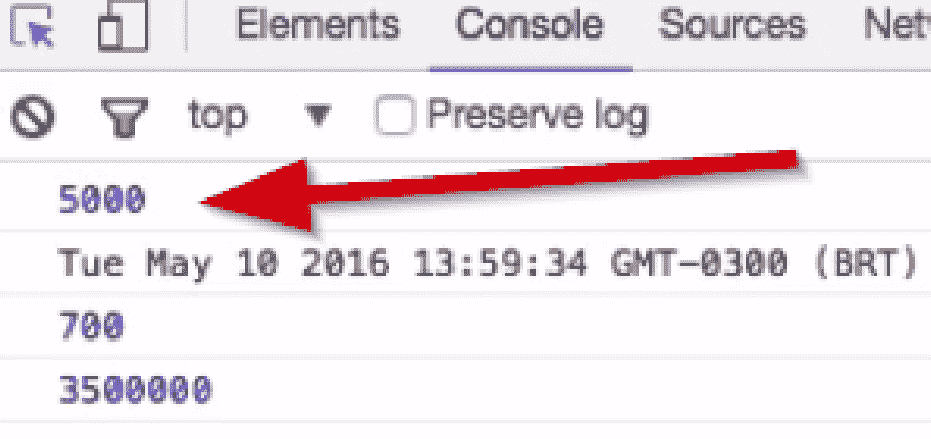 Elements Console Sources Net
top ▼ Preserve log
5000
Tue May 10 2016 13:59:34 GMT-0300 (BRT)
700
3500000